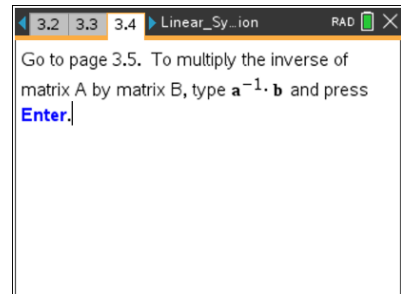 3.2 3.3 3.4 Linear_Sy...ion RAD
Go to page 3.5. To multiply the inverse of
matrix A by matrix B, type a⁻¹· b and press
Enter.